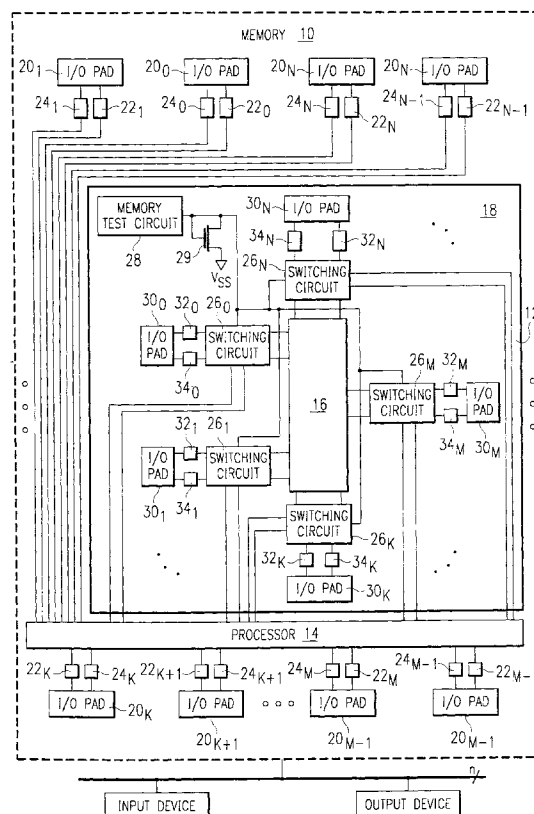 MEMORY 10
20₁ I/O PAD 20₀ I/O PAD 20N I/O PAD 20N-1 I/O PAD
24₁ 22₁ 24₀ 22₀ 24N 22N 24N-1 22N-1
MEMORY TEST CIRCUIT
28
29
VSS
30N I/O PAD
18
34N 32N
26N SWITCHING CIRCUIT
12
30₀ 32₀ 26₀
I/O PAD SWITCHING CIRCUIT
34₀
16
26M 32M
SWITCHING CIRCUIT I/O PAD
34M 30M
32₁ 26₁
I/O PAD SWITCHING CIRCUIT
30₁ 34₁
SWITCHING CIRCUIT
26K
32K 34K
I/O PAD 30K
PROCESSOR 14
22K 24K 22K+1 24K+1 24M 22M 24M-1 22M-
I/O PAD I/O PAD I/O PAD I/O PAD
20K 20K+1 20M-1 20M-1
n
INPUT DEVICE OUTPUT DEVICE